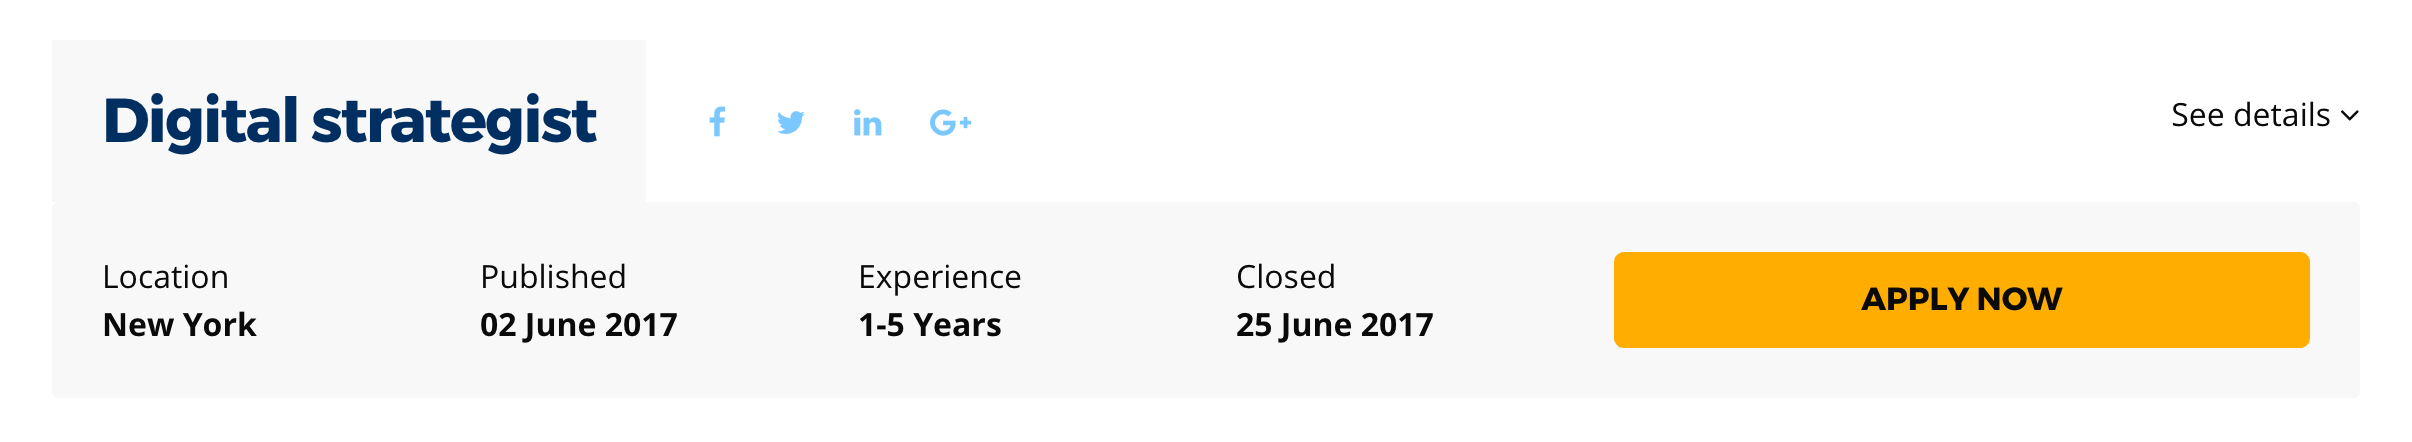 Digital strategist
See details
Location
New York
Published
02 June 2017
Experience
1-5 Years
Closed
25 June 2017
APPLY NOW